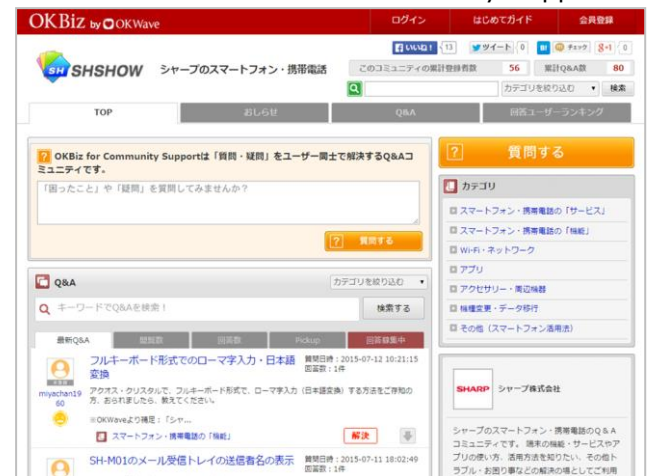 OKBIZ by OKWave
ログイン
はじめてガイド
会員登録
いいね! 13
ツイート 0
B! チェック
g+1 0
SH SHSHOW
シャープのスマートフォン・携帯電話
このコミュニティの累計登録者数 56 累計Q&A数 80
カテゴリを絞り込む
検索
TOP
おしらせ
Q&A
回答ユーザーランキング
? OKBiz for Community Supportは「質問・疑問」をユーザー同士で解決するQ&Aコ
ミュニティです。
「困ったこと」や「疑問」を質問してみませんか?
? 質問する
Q&A
カテゴリを絞り込む
キーワードでQ&Aを検索!
検索する
最新Q&A
閲覧数
回答数
Pickup
回答募集中
フルキーボード形式でのローマ字入力・日本語
変換
質問日時:2015-07-12 10:21:15
回答数:1件
miyachan19
60
アクオス・クリスタルで、フルキーボード形式で、ローマ字入力(日本語変換)する方法をご存知の
方、おられましたら、教えてください。
※OKWaveより補足:「シャ...
スマートフォン・携帯電話の「機能」
解決
SH-M01のメール受信トレイの送信者名の表示
質問日時:2015-07-11 18:02:49
回答数:1件
? 質問する
カテゴリ
スマートフォン・携帯電話の「サービス」
スマートフォン・携帯電話の「機能」
Wi-Fi・ネットワーク
アプリ
アクセサリー・周辺機器
機種変更・データ移行
その他(スマートフォン活用法)
SHARP シャープ株式会社
シャープのスマートフォン・携帯電話のQ&A
コミュニティです。 端末の機能・サービスやア
プリの使い方、活用方法を知りたい、その他ト
ラブル・お困り事などの解決の場としてご利用